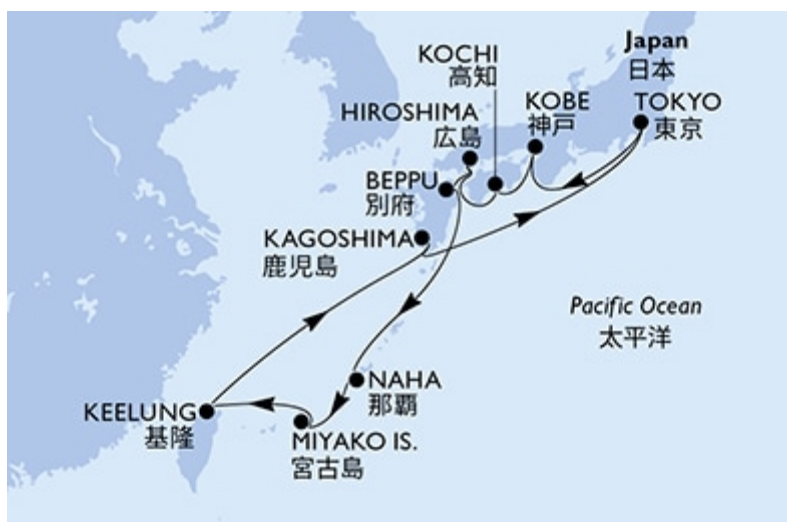 Japan
日本
KOCHI
高知
KOBE
神戸
TOKYO
東京
HIROSHIMA
広島
BEPPU
別府
KAGOSHIMA
鹿児島
Pacific Ocean
太平洋
NAHA
那覇
KEELUNG
基隆
MIYAKO IS.
宮古島